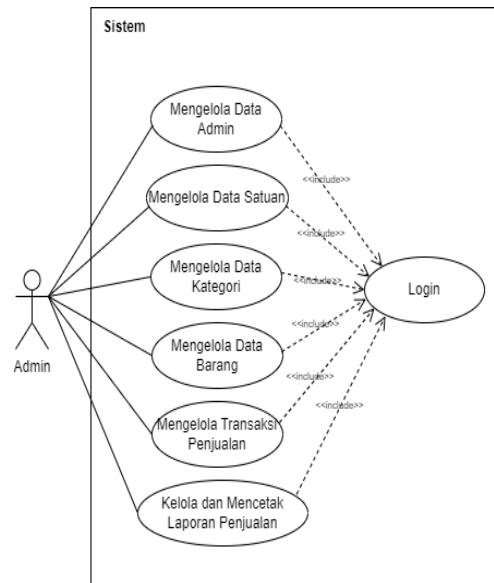 Sistem
Mengelola Data
Admin
<<include>>
Mengelola Data Satuan
<<include>>
Mengelola Data
Kategori
<<include>>
Login
Admin
Mengelola Data
Barang
<<include>>
<<include>>
Mengelola Transaksi
Penjualan
<<include>>
Kelola dan Mencetak
Laporan Penjualan